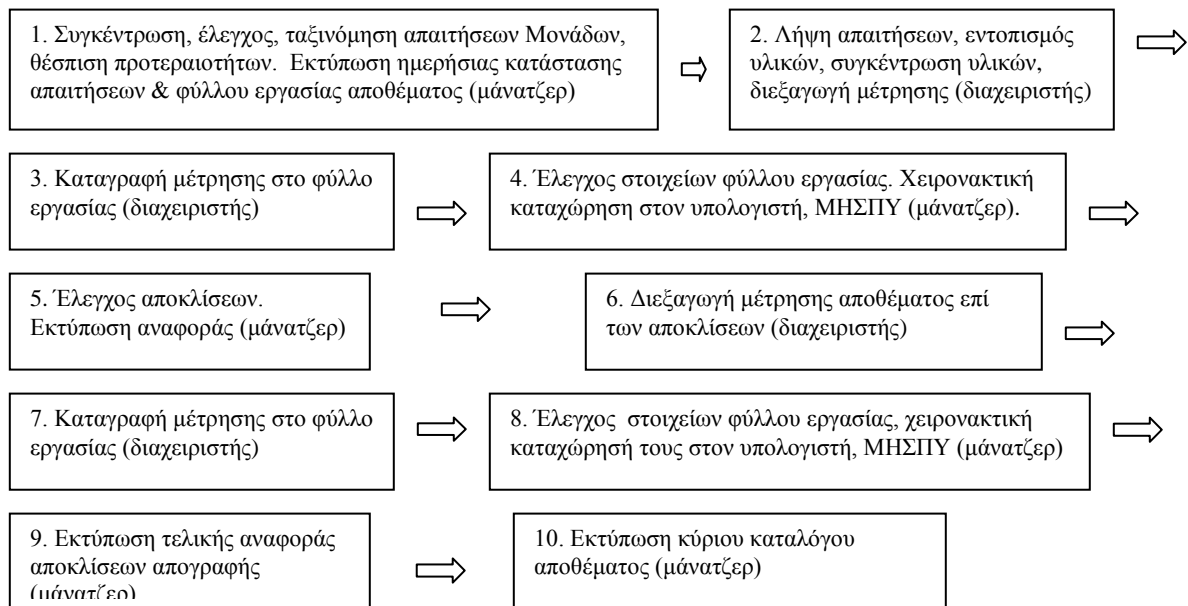 1. Συγκέντρωση, έλεγχος, ταξινόμηση απαιτήσεων Μονάδων,
θέσπιση προτεραιοτήτων. Εκτύπωση ημερήσιας κατάστασης
απαιτήσεων & φύλλου εργασίας αποθέματος (μάνατζερ)
2. Λήψη απαιτήσεων, εντοπισμός
υλικών, συγκέντρωση υλικών,
διεξαγωγή μέτρησης (διαχειριστής)
3. Καταγραφή μέτρησης στο φύλλο
εργασίας (διαχειριστής)
4. Έλεγχος στοιχείων φύλλου εργασίας. Χειρονακτική
καταχώρηση στον υπολογιστή, ΜΗΣΠΥ (μάνατζερ).
5. Έλεγχος αποκλίσεων.
Εκτύπωση αναφοράς (μάνατζερ)
6. Διεξαγωγή μέτρησης αποθέματος επί
των αποκλίσεων (διαχειριστής)
7. Καταγραφή μέτρησης στο φύλλο
εργασίας (διαχειριστής)
8. Έλεγχος στοιχείων φύλλου εργασίας, χειρονακτική
καταχώρησή τους στον υπολογιστή, ΜΗΣΠΥ (μάνατζερ)
9. Εκτύπωση τελικής αναφοράς
αποκλίσεων απογραφής
(μάνατζερ)
10. Εκτύπωση κύριου καταλόγου
αποθέματος (μάνατζερ)